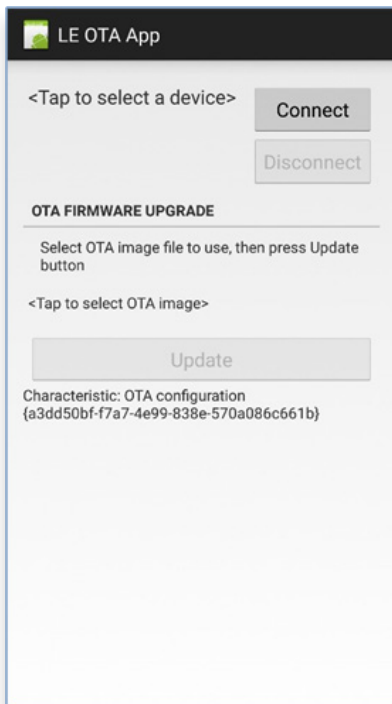 LE OTA App
<Tap to select a device>
Connect
Disconnect
OTA FIRMWARE UPGRADE
Select OTA image file to use, then press Update
button
<Tap to select OTA image>
Update
Characteristic: OTA configuration
{a3dd50bf-f7a7-4e99-838e-570a086c661b}